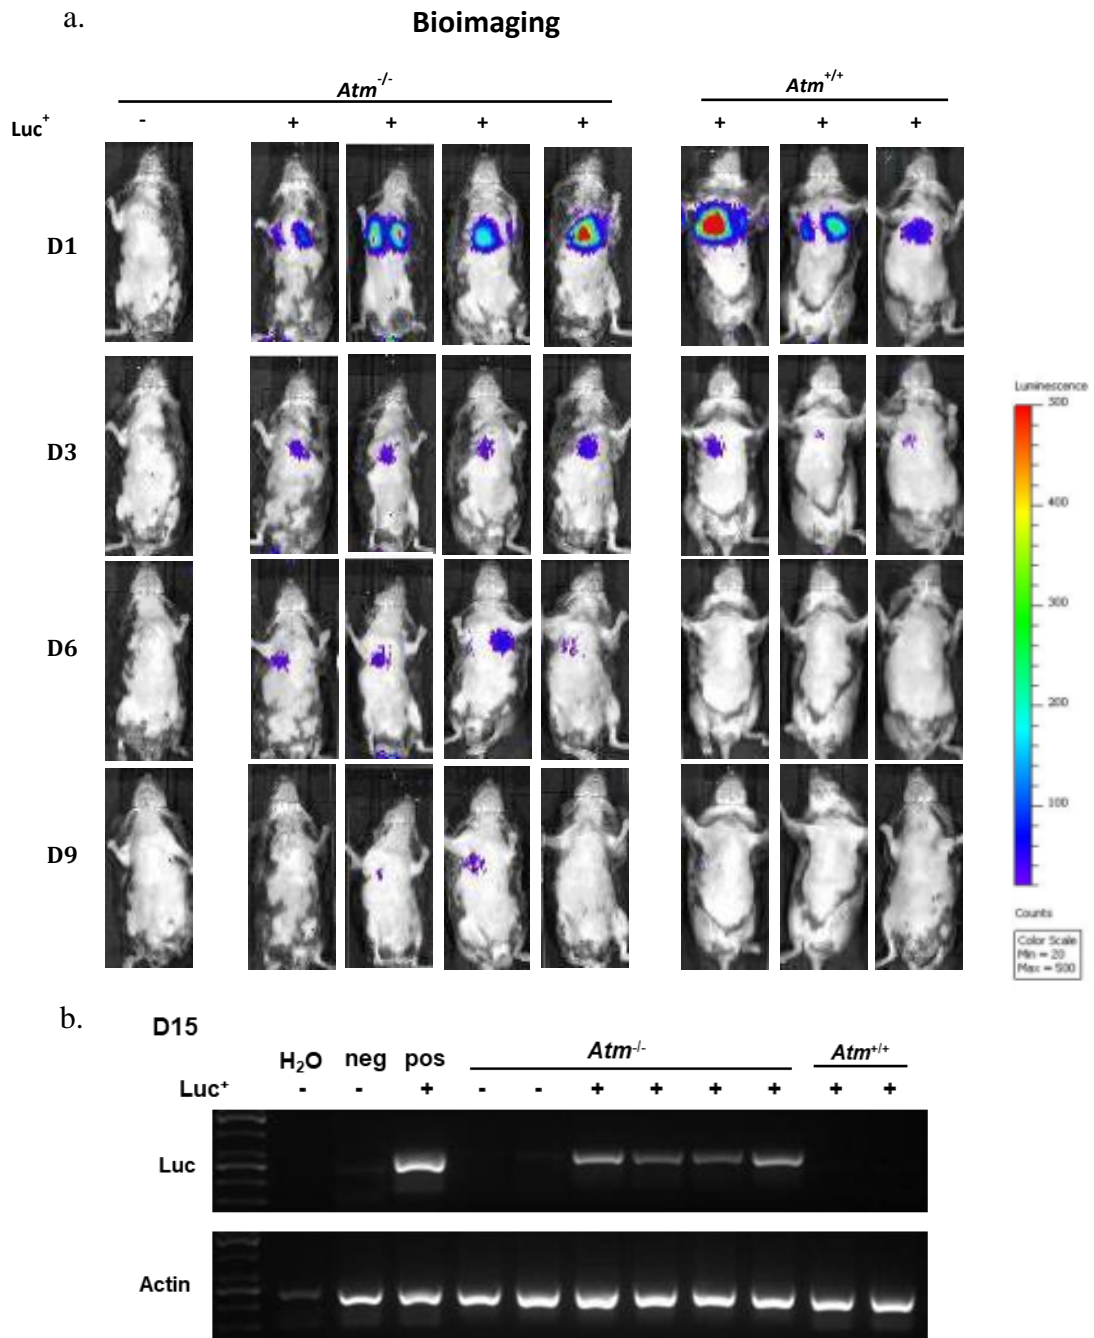 a.
Bioimaging
Atm-/- Atm+/+
Luc+ - + + + + + + +
D1
D3
D6
D9
Luminescence
500
400
300
200
100
Counts
Color Scale
Min = 20
Max = 500
b.
D15
H2O neg pos Atm-/- Atm+/+
Luc+ - - + - - + + + + + +
Luc
Actin